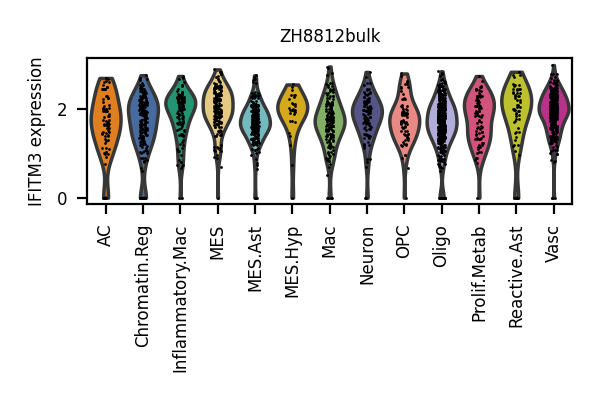 ZH8812bulk
IFITM3 expression
2
0
AC
Chromatin.Reg
Inflammatory.Mac
MES
MES.Ast
MES.Hyp
Mac
Neuron
OPC
Oligo
Prolif.Metab
Reactive.Ast
Vasc